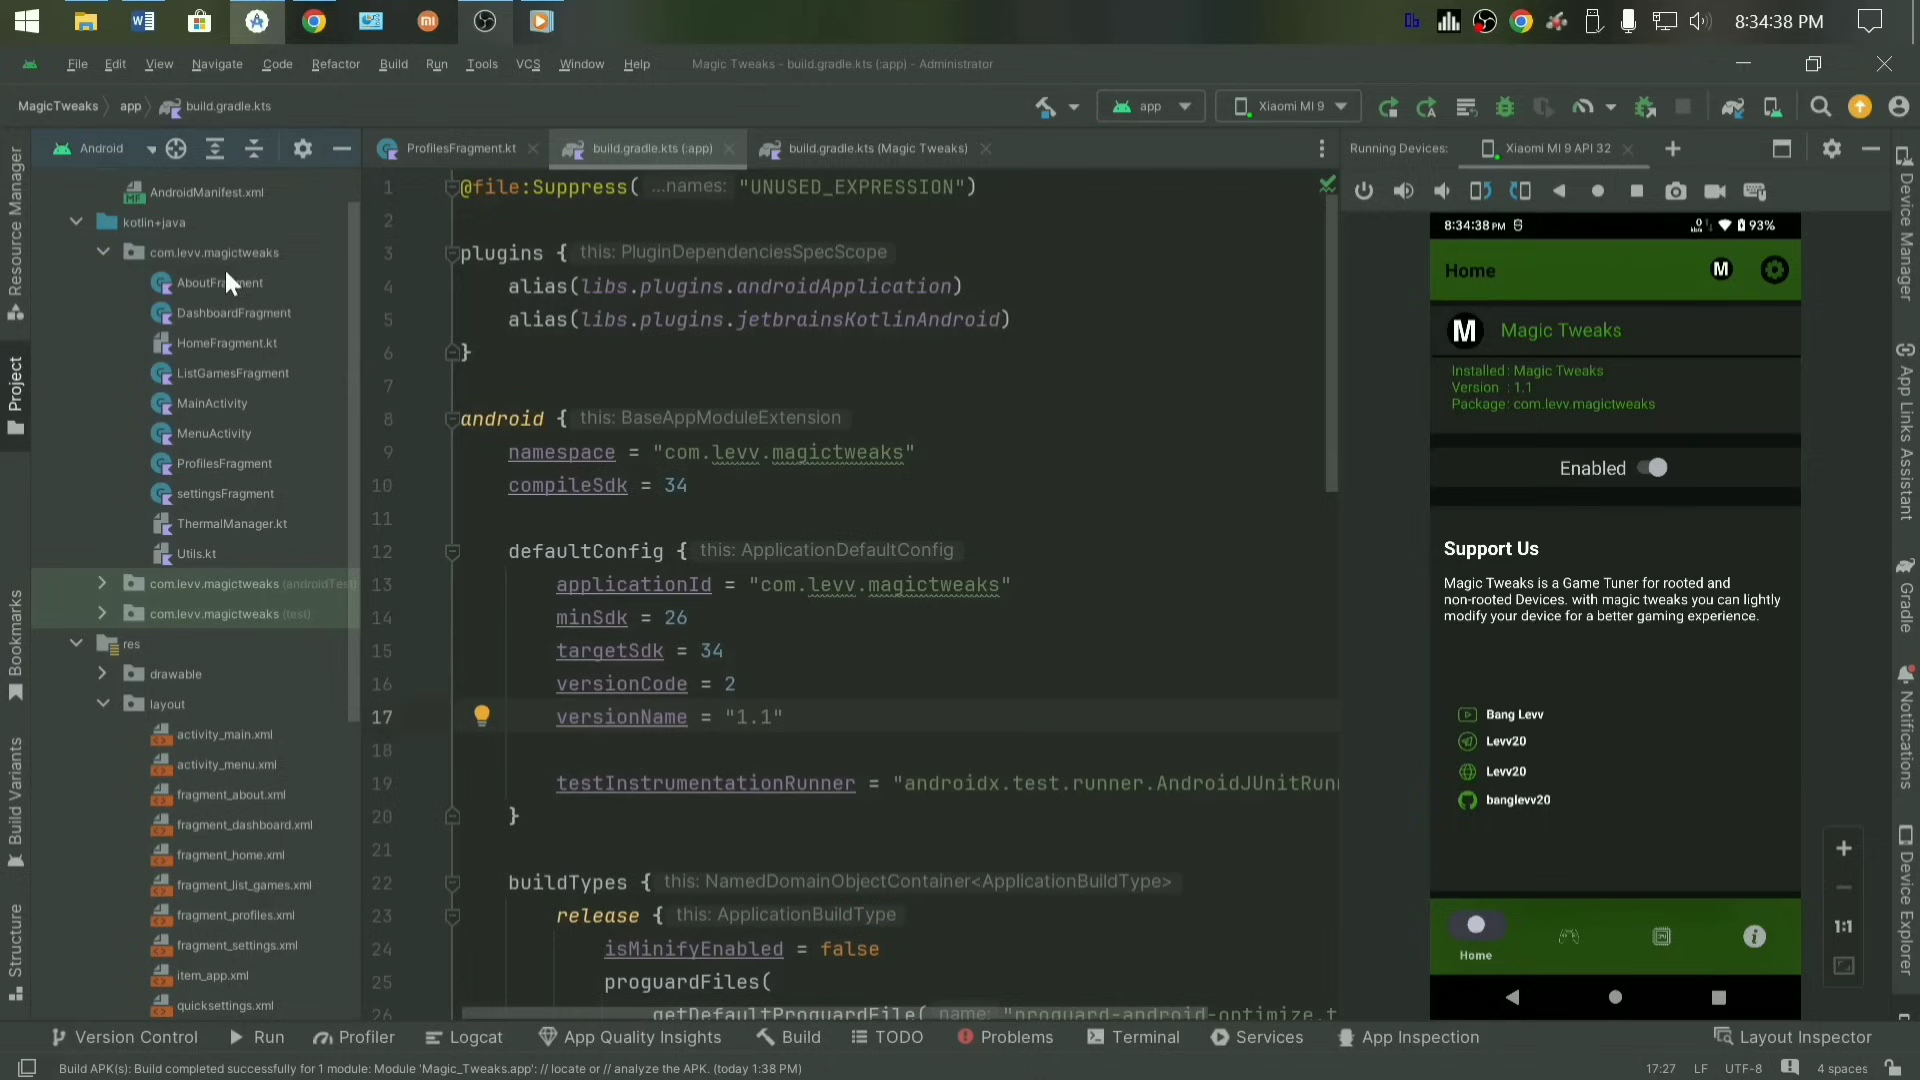 8:34:38 PM
File Edit View Navigate Code Refactor Build Run Tools VCS Window Help
Magic Tweaks - build.gradle.kts (:app) - Administrator
MagicTweaks app build.gradle.kts
app
Xiaomi MI 9
Android
ProfilesFragment.kt
build.gradle.kts (:app)
build.gradle.kts (Magic Tweaks)
Running Devices:
Xiaomi MI 9 API 32
Resource Manager
Project
Bookmarks
Build Variants
Structure
AndroidManifest.xml
kotlin+java
com.levv.magictweaks
AboutFragment
DashboardFragment
HomeFragment.kt
ListGamesFragment
MainActivity
MenuActivity
ProfilesFragment
settingsFragment
ThermalManager.kt
Utils.kt
com.levv.magictweaks (androidTest)
com.levv.magictweaks (test)
res
drawable
layout
activity_main.xml
activity_menu.xml
fragment_about.xml
fragment_dashboard.xml
fragment_home.xml
fragment_list_games.xml
fragment_profiles.xml
fragment_settings.xml
item_app.xml
quicksettings.xml
1 @file:Suppress( ...names: "UNUSED_EXPRESSION")
2
3 plugins { this: PluginDependenciesSpecScope
4 alias(libs.plugins.androidApplication)
5 alias(libs.plugins.jetbrainsKotlinAndroid)
6 }
7
8 android { this: BaseAppModuleExtension
9 namespace = "com.levv.magictweaks"
10 compileSdk = 34
11
12 defaultConfig { this: ApplicationDefaultConfig
13 applicationId = "com.levv.magictweaks"
14 minSdk = 26
15 targetSdk = 34
16 versionCode = 2
17 versionName = "1.1"
18
19 testInstrumentationRunner = "androidx.test.runner.AndroidJUnitRun
20 }
21
22 buildTypes { this: NamedDomainObjectContainer<ApplicationBuildType>
23 release { this: ApplicationBuildType
24 isMinifyEnabled = false
25 proguardFiles(
26 getDefaultProguardFile( name: "proguard-android-optimize.t
8:34:38 PM
93%
Home
M
M Magic Tweaks
Installed : Magic Tweaks
Version : 1.1
Package: com.levv.magictweaks
Enabled
Support Us
Magic Tweaks is a Game Tuner for rooted and
non-rooted Devices. with magic tweaks you can lightly
modify your device for a better gaming experience.
Bang Levv
Levv20
Levv20
banglevv20
Home
1:1
Device Manager
App Links Assistant
Gradle
Notifications
Device Explorer
Version Control Run Profiler Logcat App Quality Insights Build TODO Problems Terminal Services App Inspection Layout Inspector
Build APK(s): Build completed successfully for 1 module: Module 'Magic_Tweaks.app': // locate or // analyze the APK. (today 1:38 PM)
17:27 LF UTF-8 4 spaces